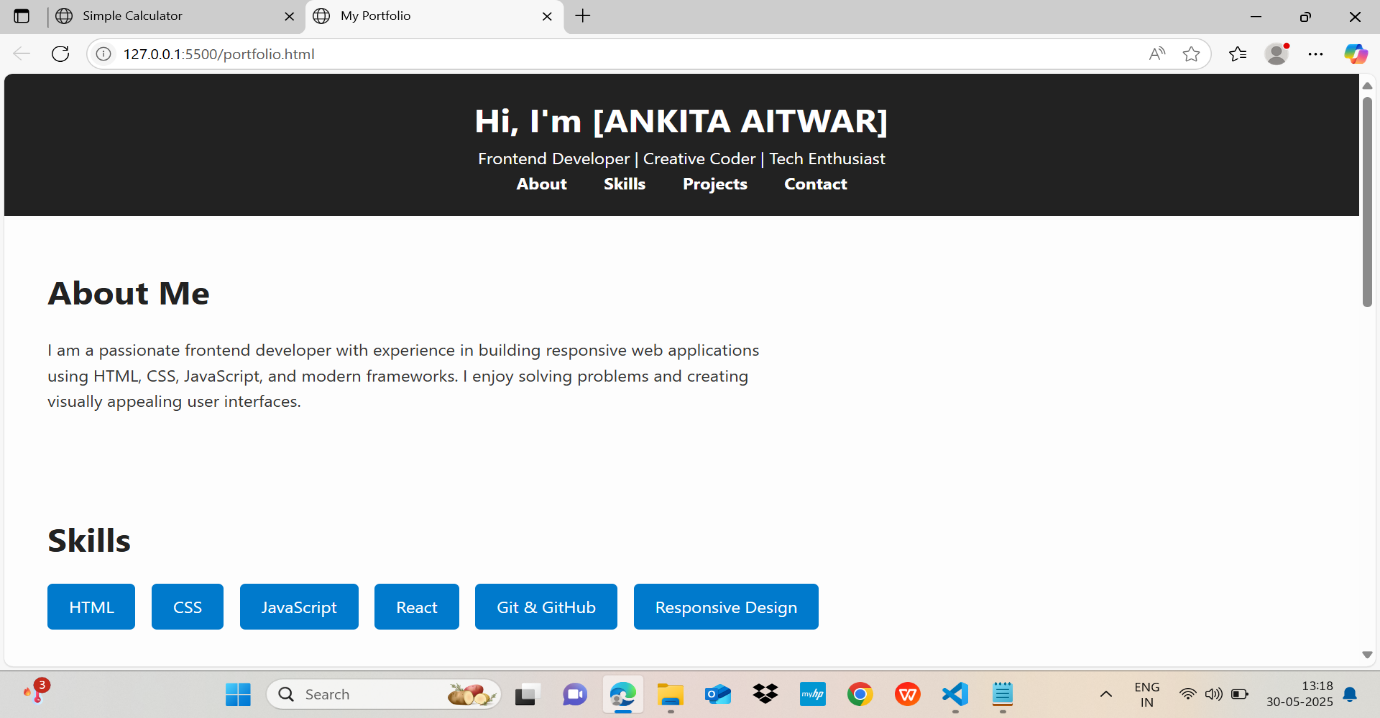 Simple Calculator
My Portfolio
127.0.0.1:5500/portfolio.html
Hi, I'm [ANKITA AITWAR]
Frontend Developer | Creative Coder | Tech Enthusiast
About Skills Projects Contact
About Me
I am a passionate frontend developer with experience in building responsive web applications
using HTML, CSS, JavaScript, and modern frameworks. I enjoy solving problems and creating
visually appealing user interfaces.
Skills
HTML CSS JavaScript React Git & GitHub Responsive Design
3
Search
myhp
ENG
IN
13:18
30-05-2025